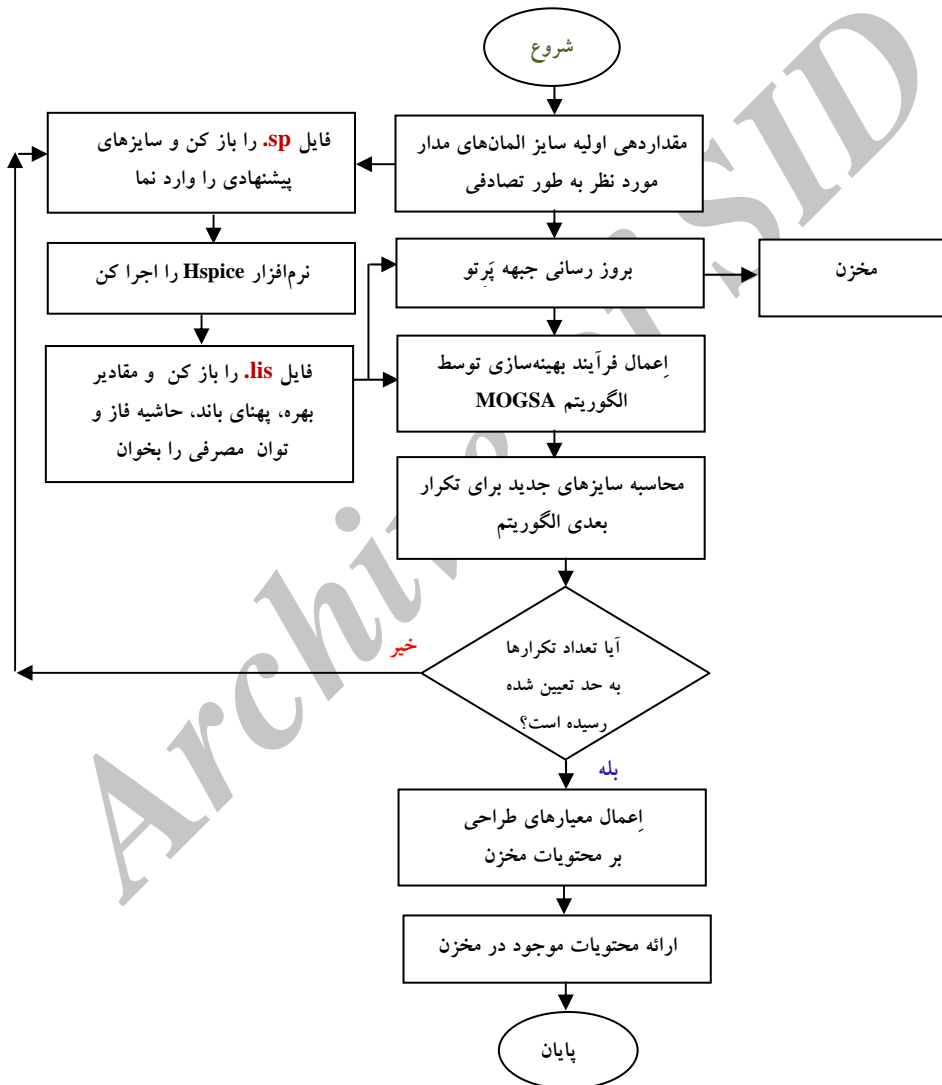 شروع
مقداردهی اولیه سایز المان‌های مدار
مورد نظر به طور تصادفی
فایل .sp را باز کن و سایزهای
پیشنهادی را وارد نما
نرم‌افزار Hspice را اجرا کن
فایل .lis را باز کن و مقادیر
بهره، پهنای باند، حاشیه فاز و
توان مصرفی را بخوان
بروز رسانی جبهه پَرِتو
مخزن
اِعمال فرآیند بهینه‌سازی توسط
الگوریتم MOGSA
محاسبه سایزهای جدید برای تکرار
بعدی الگوریتم
آیا تعداد تکرارها
به حد تعیین شده
رسیده است؟
خیر
بله
اِعمال معیارهای طراحی
بر محتویات مخزن
ارائه محتویات موجود در مخزن
پایان
Archive of SID